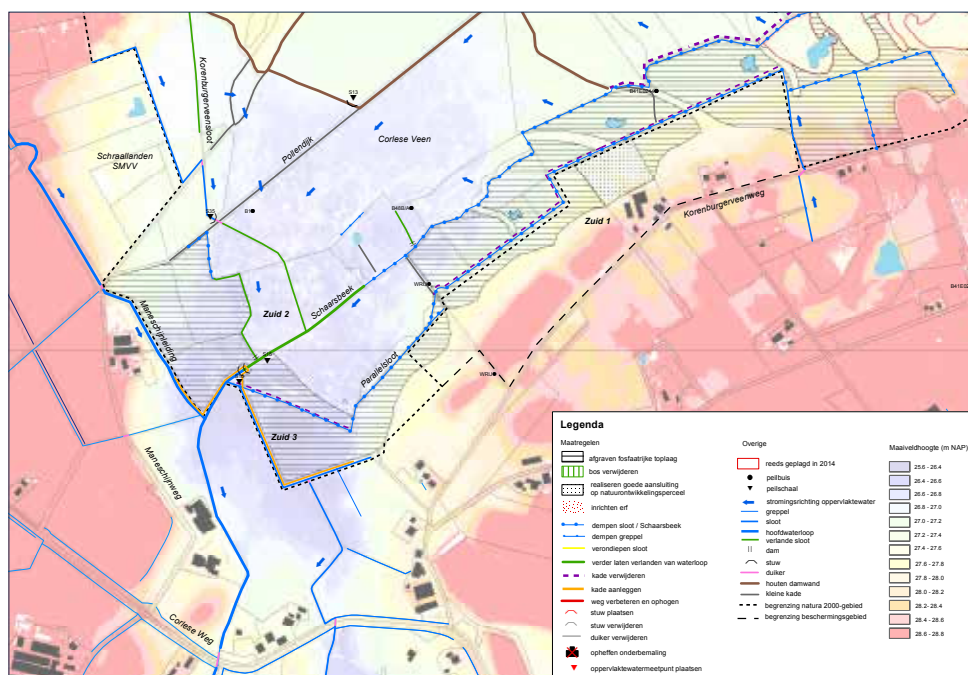 Korenburgerveensloot
S13
B41E32A
Pollendijk
Corlese Veen
Schraallanden
SMVV
B46B/A
Zuid 1
Korenburgerveenweg
WRIJ
Schaarsbeek
Zuid 2
Maneschijnleiding
Parallelsloot
WRIJ
Zuid 3
Maneschijnweg
Corlese Weg
Legenda
Maatregelen
afgraven fosfaatrijke toplaag
bos verwijderen
realiseren goede aansluiting
op natuurontwikkelingsperceel
inrichten erf
dempen sloot / Schaarsbeek
dempen greppel
verondiepen sloot
verder laten verlanden van waterloop
kade verwijderen
kade aanleggen
weg verbeteren en ophogen
stuw plaatsen
stuw verwijderen
duiker verwijderen
opheffen onderbemaling
oppervlaktewatermeetpunt plaatsen
Overige
reeds geplagd in 2014
peilbuis
peilschaal
stromingsrichting oppervlaktewater
greppel
sloot
hoofdwaterloop
verlande sloot
dam
stuw
duiker
houten damwand
kleine kade
begrenzing natura 2000-gebied
begrenzing beschermingsgebied
Maaiveldhoogte (m NAP)
25.6 - 26.4
26.4 - 26.6
26.6 - 26.8
26.8 - 27.0
27.0 - 27.2
27.2 - 27.4
27.4 - 27.6
27.6 - 27.8
27.8 - 28.0
28.0 - 28.2
28.2 - 28.4
28.4 - 28.6
28.6 - 28.8